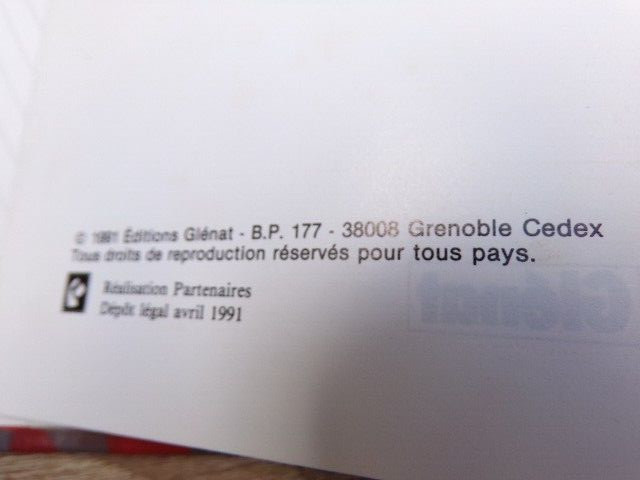 © 1991 Éditions Glénat - B.P. 177 - 38008 Grenoble Cedex
Tous droits de reproduction réservés pour tous pays.
Réalisation Partenaires
Dépôt légal avril 1991
Glénat